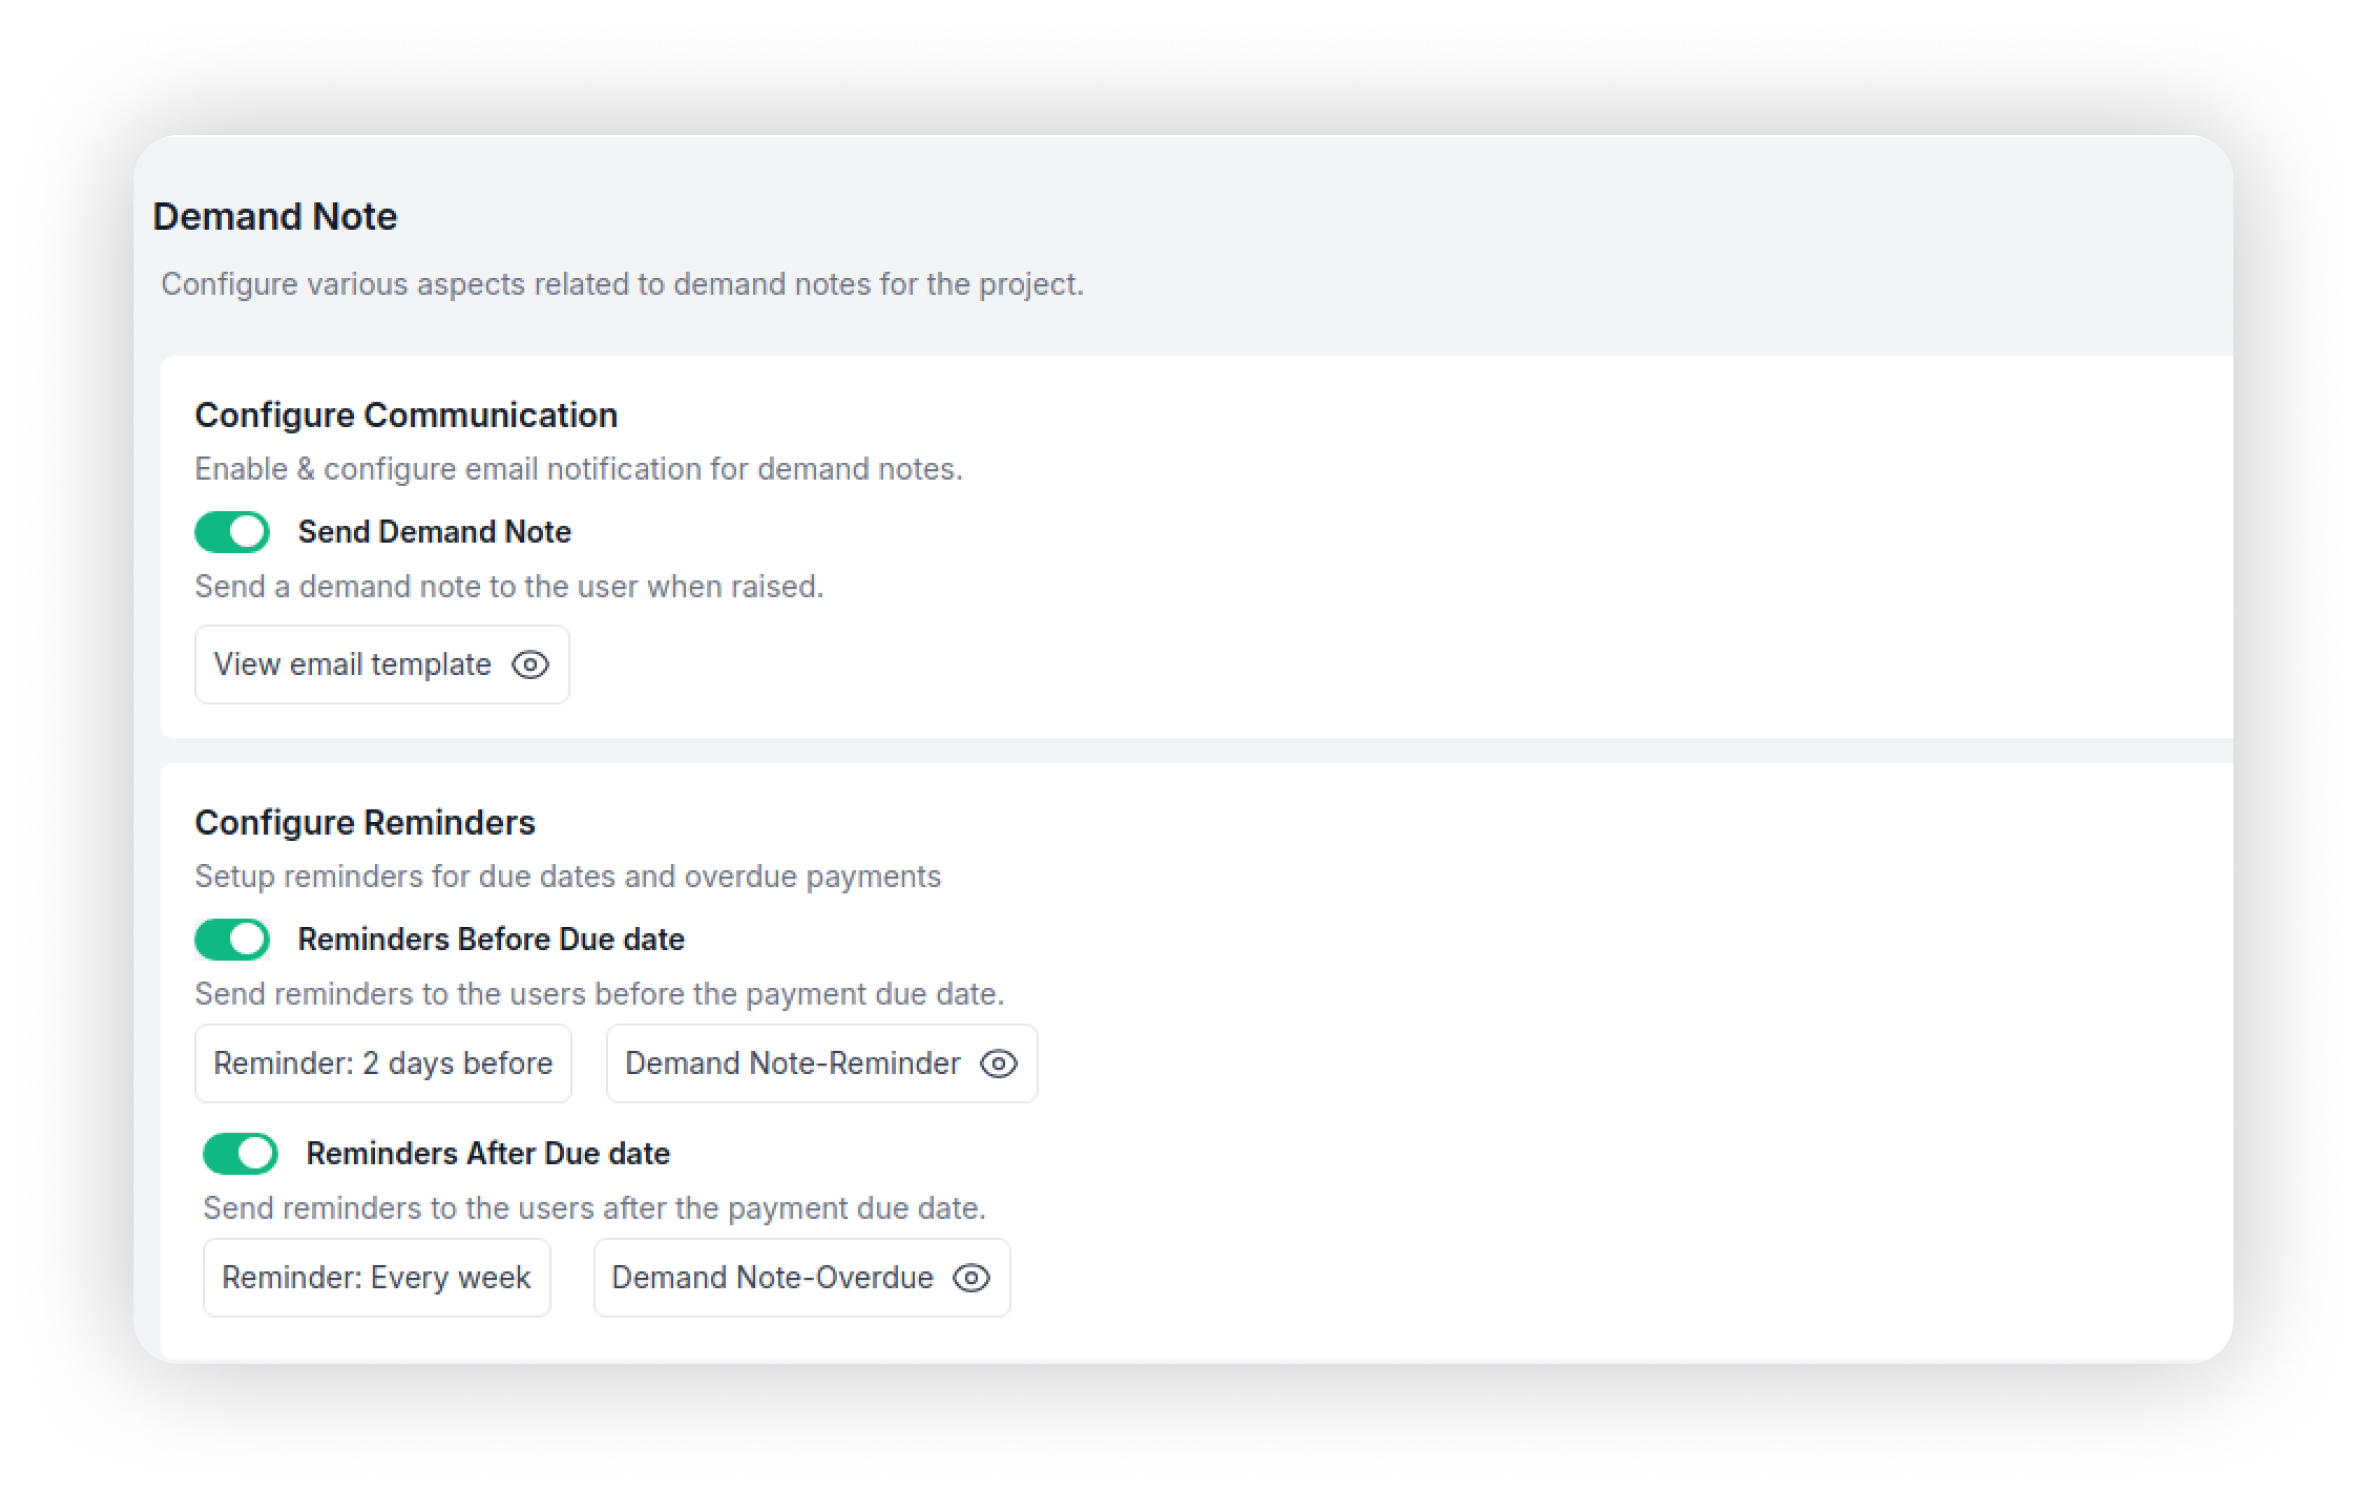 Demand Note
Configure various aspects related to demand notes for the project.
Configure Communication
Enable & configure email notification for demand notes.
Send Demand Note
Send a demand note to the user when raised.
View email template
Configure Reminders
Setup reminders for due dates and overdue payments
Reminders Before Due date
Send reminders to the users before the payment due date.
Reminder: 2 days before Demand Note-Reminder
Reminders After Due date
Send reminders to the users after the payment due date.
Reminder: Every week Demand Note-Overdue